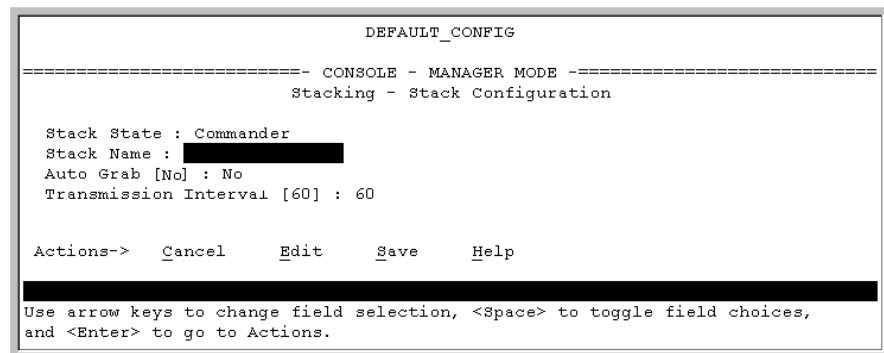 DEFAULT_CONFIG
==========================- CONSOLE - MANAGER MODE -============================
Stacking - Stack Configuration
Stack State : Commander
Stack Name :
Auto Grab [No] : No
Transmission Interval [60] : 60
Actions-> Cancel Edit Save Help
Use arrow keys to change field selection, <Space> to toggle field choices,
and <Enter> to go to Actions.